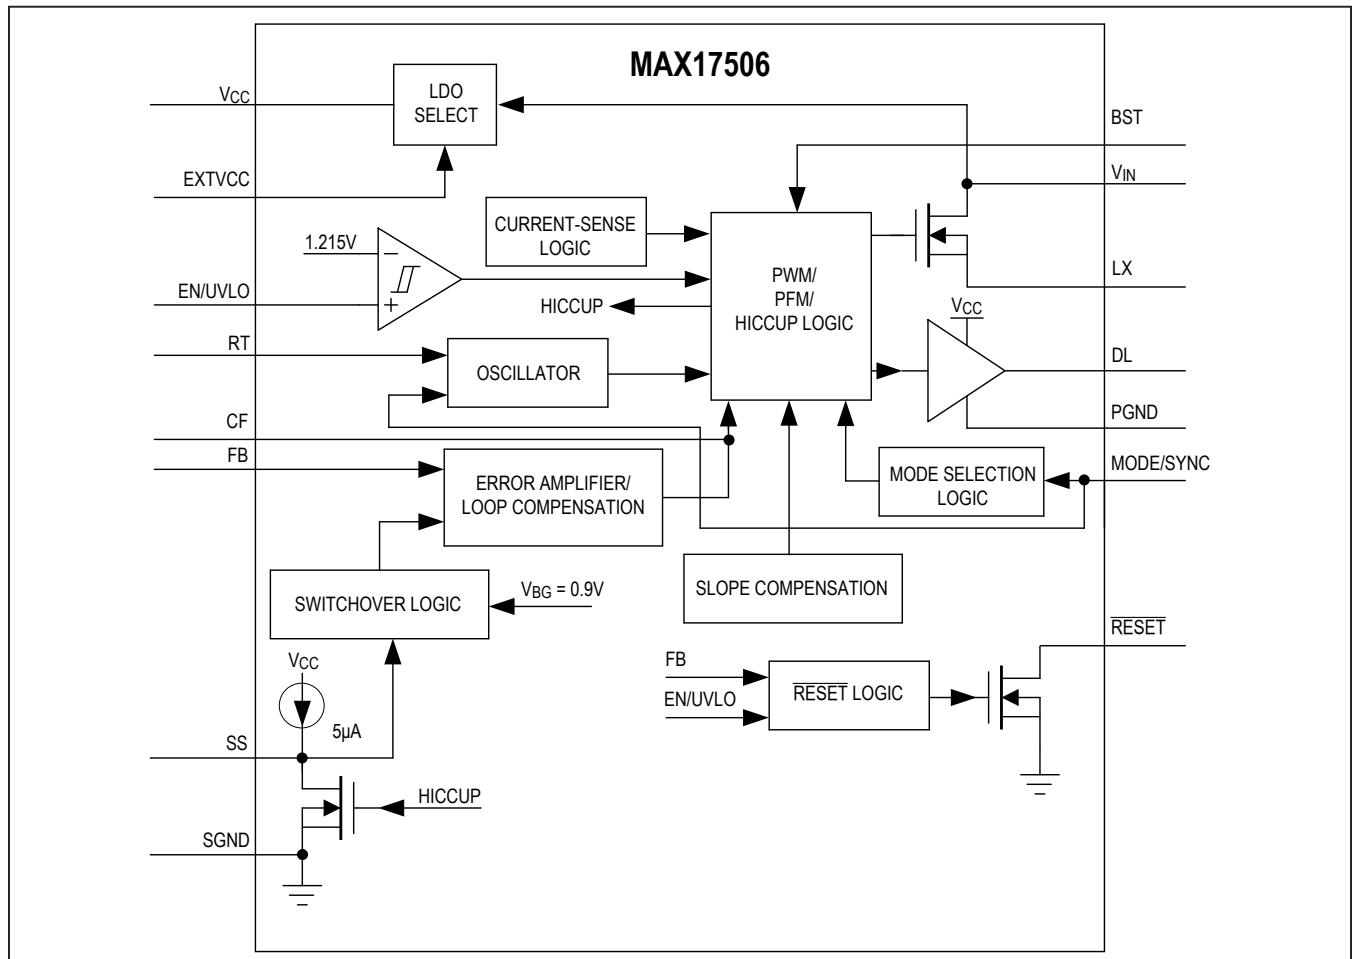 MAX17506
VCC
LDO
SELECT
BST
EXTVCC
VIN
CURRENT-SENSE
LOGIC
1.215V
−
LX
PWM/
PFM/
HICCUP LOGIC
EN/UVLO
+
HICCUP
VCC
RT
OSCILLATOR
DL
CF
PGND
FB
MODE/SYNC
ERROR AMPLIFIER/
LOOP COMPENSATION
MODE SELECTION
LOGIC
SWITCHOVER LOGIC
VBG = 0.9V
SLOPE COMPENSATION
RESET
VCC
FB
EN/UVLO
RESET LOGIC
5µA
SS
HICCUP
SGND